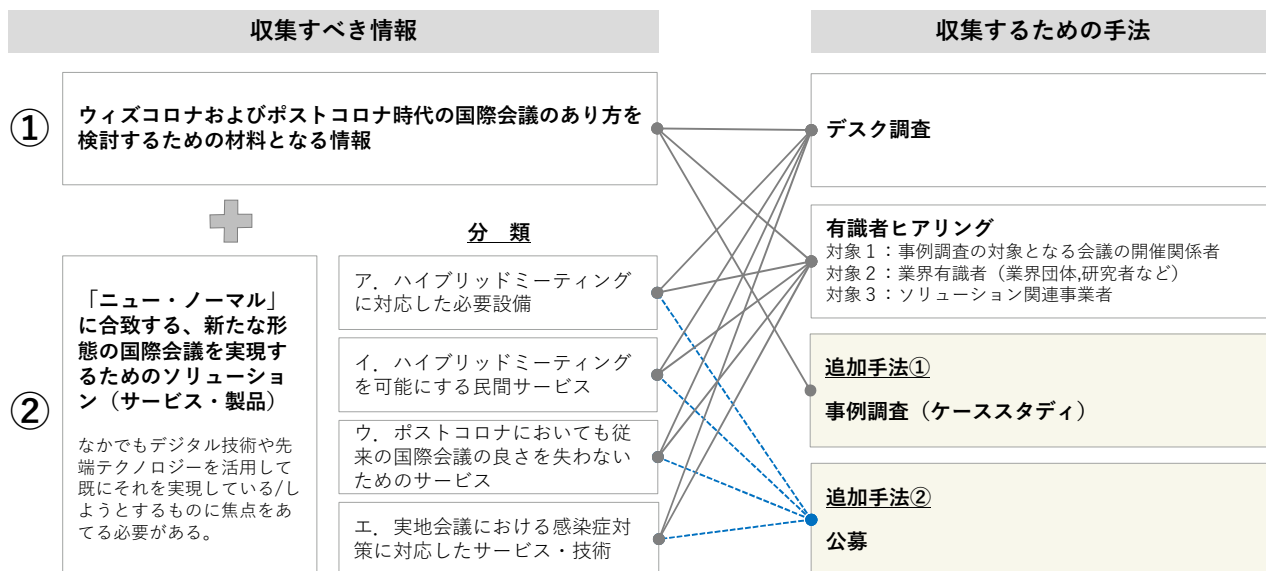 収集すべき情報
収集するための手法
①
ウィズコロナおよびポストコロナ時代の国際会議のあり方を
検討するための材料となる情報
デスク調査
有識者ヒアリング
対象1：事例調査の対象となる会議の開催関係者
対象2：業界有識者（業界団体,研究者など）
対象3：ソリューション関連事業者
②
「ニュー・ノーマル」
に合致する、新たな形
態の国際会議を実現す
るためのソリューショ
ン（サービス・製品）
なかでもデジタル技術や先
端テクノロジーを活用して
既にそれを実現している/し
ようとするものに焦点をあ
てる必要がある。
分　類
ア．ハイブリッドミーティング
に対応した必要設備
イ．ハイブリッドミーティング
を可能にする民間サービス
ウ．ポストコロナにおいても従
来の国際会議の良さを失わない
ためのサービス
エ．実地会議における感染症対
策に対応したサービス・技術
追加手法①
事例調査（ケーススタディ）
追加手法②
公募